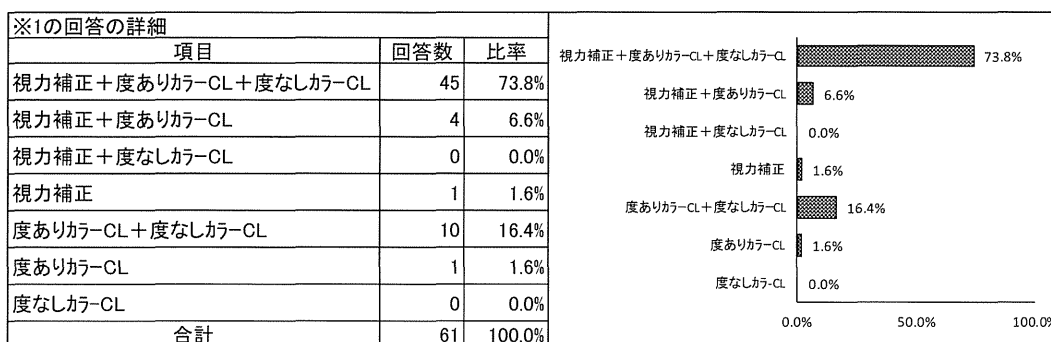 ※1の回答の詳細
項目 回答数 比率
視力補正+度ありカラーCL+度なしカラーCL 45 73.8%
視力補正+度ありカラーCL 4 6.6%
視力補正+度なしカラーCL 0 0.0%
視力補正 1 1.6%
度ありカラーCL+度なしカラーCL 10 16.4%
度ありカラーCL 1 1.6%
度なしカラーCL 0 0.0%
合計 61 100.0%
視力補正+度ありカラーCL+度なしカラーCL 73.8%
視力補正+度ありカラーCL 6.6%
視力補正+度なしカラーCL 0.0%
視力補正 1.6%
度ありカラーCL+度なしカラーCL 16.4%
度ありカラーCL 1.6%
度なしカラ-CL 0.0%
0.0% 50.0% 100.0%